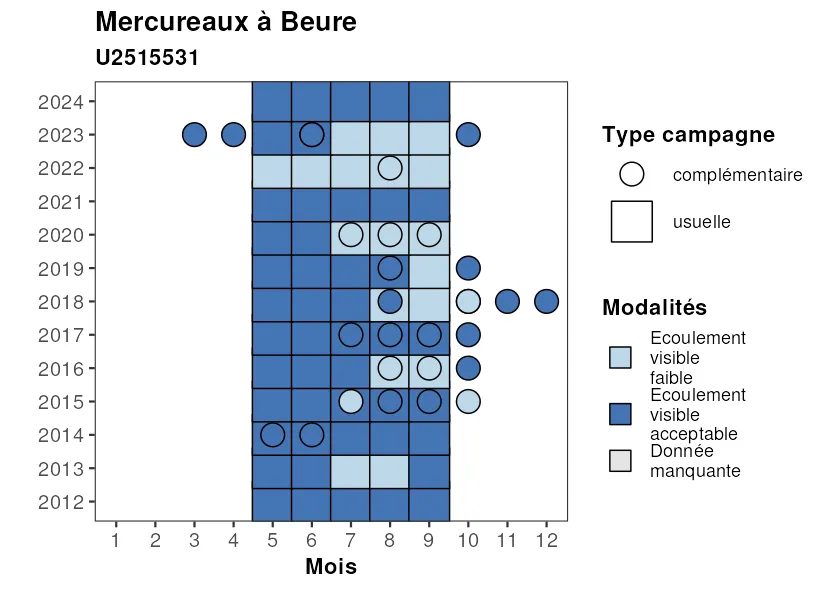 Mercureaux à Beure
U2515531
2024
2023
2022
2021
2020
2019
2018
2017
2016
2015
2014
2013
2012
1 2 3 4 5 6 7 8 9 10 11 12
Mois
Type campagne
complémentaire
usuelle
Modalités
Ecoulement
visible
faible
Ecoulement
visible
acceptable
Donnée
manquante